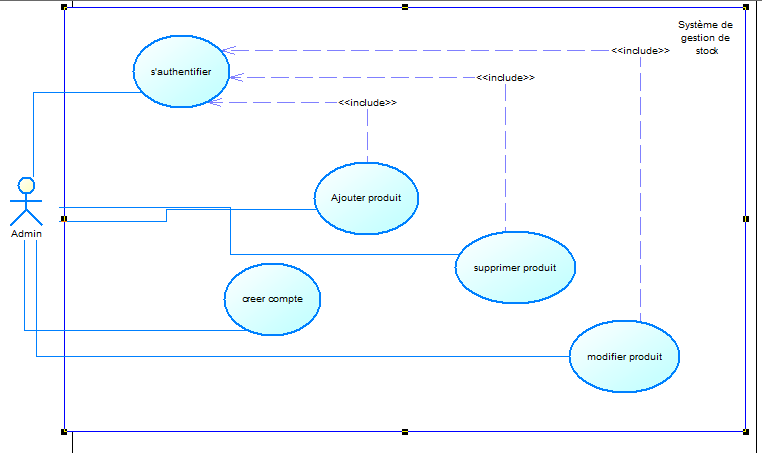 Système de
gestion de
stock
<<include>>
s'authentifier
<<include>>
<<include>>
Ajouter produit
Admin
supprimer produit
creer compte
modifier produit